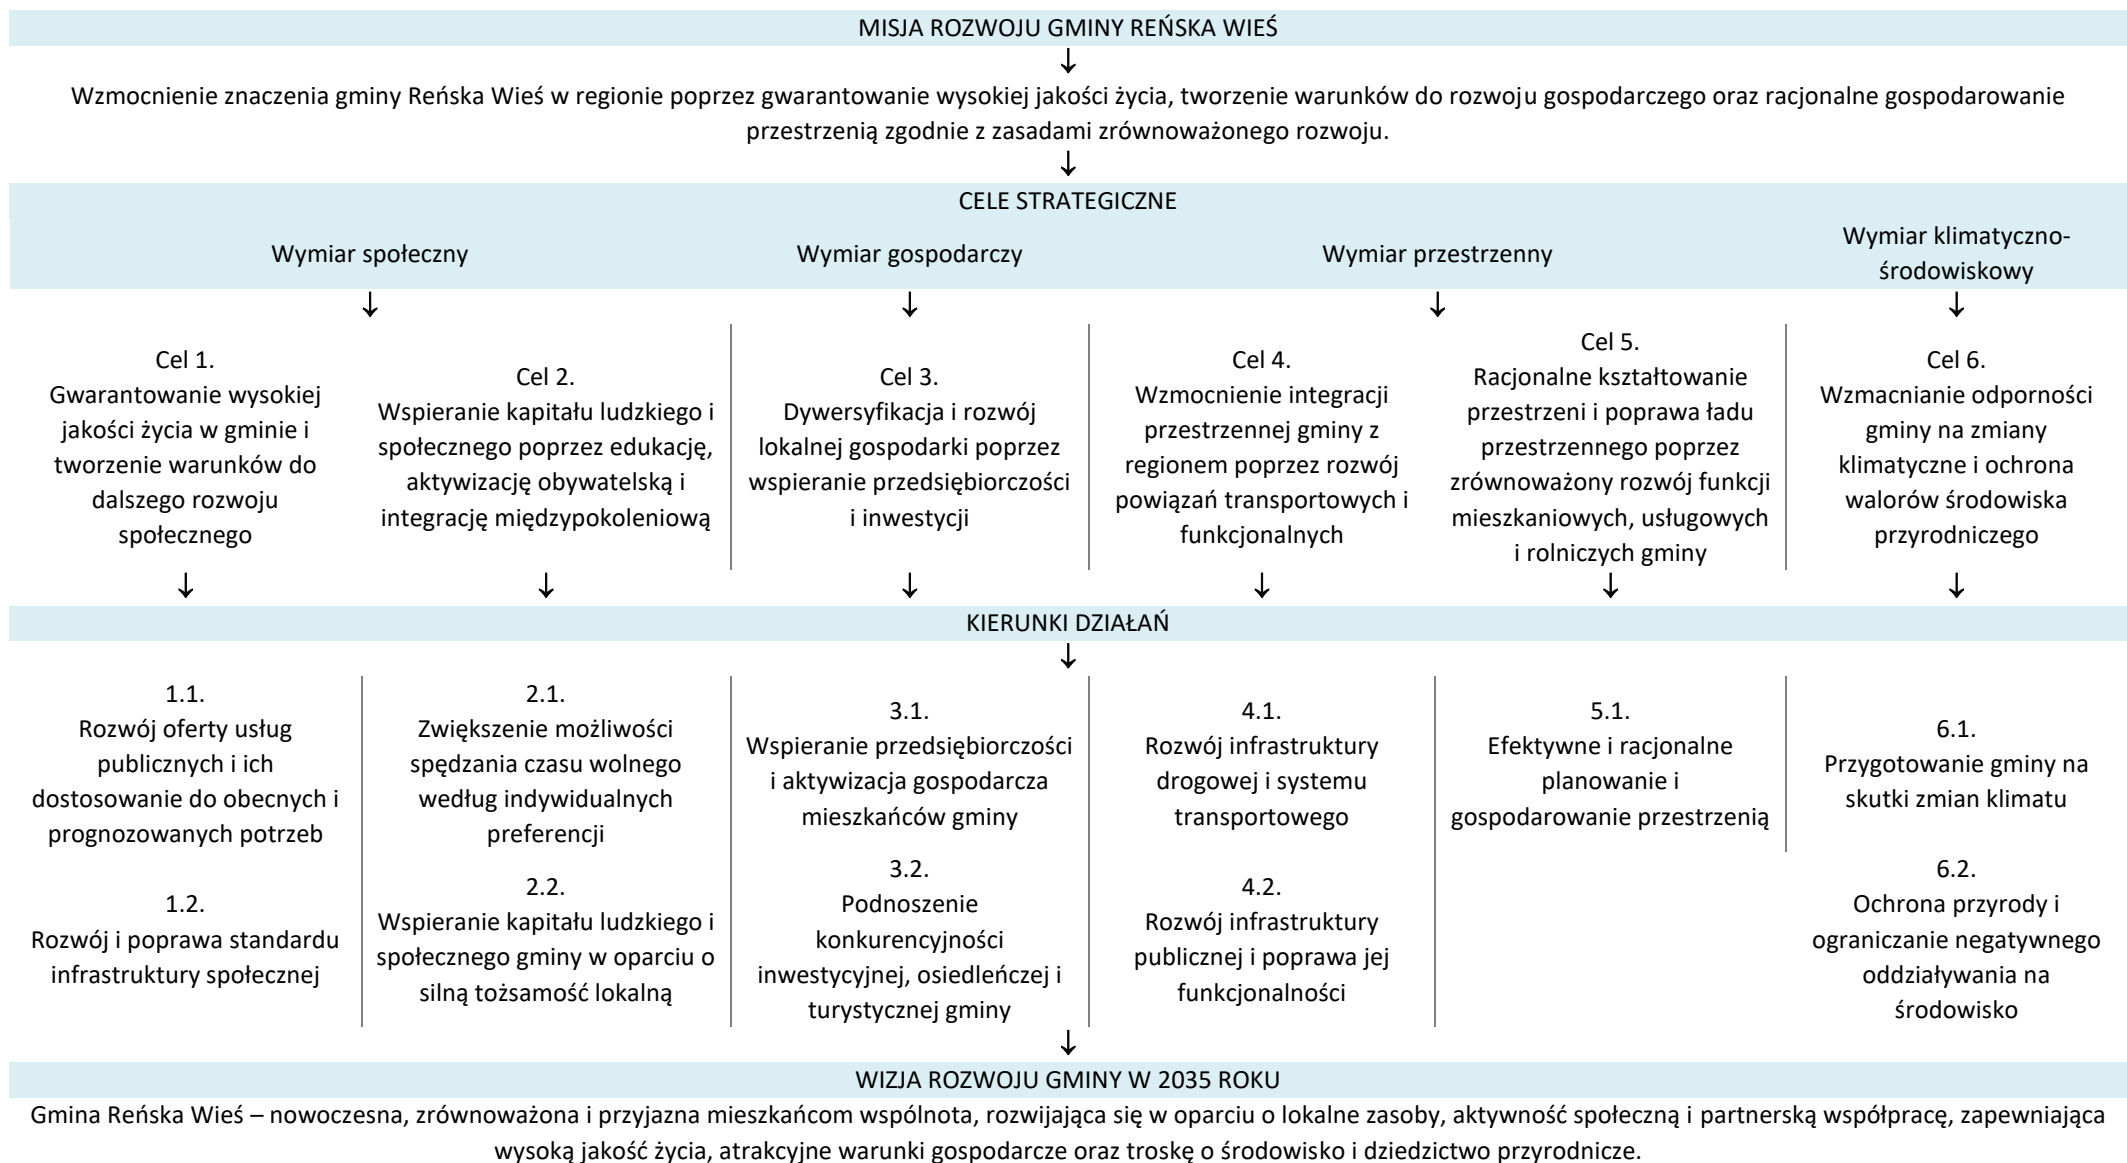 MISJA ROZWOJU GMINY REŃSKA WIEŚ
Wzmocnienie znaczenia gminy Reńska Wieś w regionie poprzez gwarantowanie wysokiej jakości życia, tworzenie warunków do rozwoju gospodarczego oraz racjonalne gospodarowanie
przestrzenią zgodnie z zasadami zrównoważonego rozwoju.
CELE STRATEGICZNE
Wymiar społeczny
Wymiar gospodarczy
Wymiar przestrzenny
Wymiar klimatyczno-
środowiskowy
Cel 1.
Gwarantowanie wysokiej
jakości życia w gminie i
tworzenie warunków do
dalszego rozwoju
społecznego
Cel 2.
Wspieranie kapitału ludzkiego i
społecznego poprzez edukację,
aktywizację obywatelską i
integrację międzypokoleniową
Cel 3.
Dywersyfikacja i rozwój
lokalnej gospodarki poprzez
wspieranie przedsiębiorczości
i inwestycji
Cel 4.
Wzmocnienie integracji
przestrzennej gminy z
regionem poprzez rozwój
powiązań transportowych i
funkcjonalnych
Cel 5.
Racjonalne kształtowanie
przestrzeni i poprawa ładu
przestrzennego poprzez
zrównoważony rozwój funkcji
mieszkaniowych, usługowych
i rolniczych gminy
Cel 6.
Wzmacnianie odporności
gminy na zmiany
klimatyczne i ochrona
walorów środowiska
przyrodniczego
KIERUNKI DZIAŁAŃ
1.1.
Rozwój oferty usług
publicznych i ich
dostosowanie do obecnych i
prognozowanych potrzeb
1.2.
Rozwój i poprawa standardu
infrastruktury społecznej
2.1.
Zwiększenie możliwości
spędzania czasu wolnego
według indywidualnych
preferencji
2.2.
Wspieranie kapitału ludzkiego i
społecznego gminy w oparciu o
silną tożsamość lokalną
3.1.
Wspieranie przedsiębiorczości
i aktywizacja gospodarcza
mieszkańców gminy
3.2.
Podnoszenie
konkurencyjności
inwestycyjnej, osiedleńczej i
turystycznej gminy
4.1.
Rozwój infrastruktury
drogowej i systemu
transportowego
4.2.
Rozwój infrastruktury
publicznej i poprawa jej
funkcjonalności
5.1.
Efektywne i racjonalne
planowanie i
gospodarowanie przestrzenią
6.1.
Przygotowanie gminy na
skutki zmian klimatu
6.2.
Ochrona przyrody i
ograniczanie negatywnego
oddziaływania na
środowisko
WIZJA ROZWOJU GMINY W 2035 ROKU
Gmina Reńska Wieś – nowoczesna, zrównoważona i przyjazna mieszkańcom wspólnota, rozwijająca się w oparciu o lokalne zasoby, aktywność społeczną i partnerską współpracę, zapewniająca
wysoką jakość życia, atrakcyjne warunki gospodarcze oraz troskę o środowisko i dziedzictwo przyrodnicze.